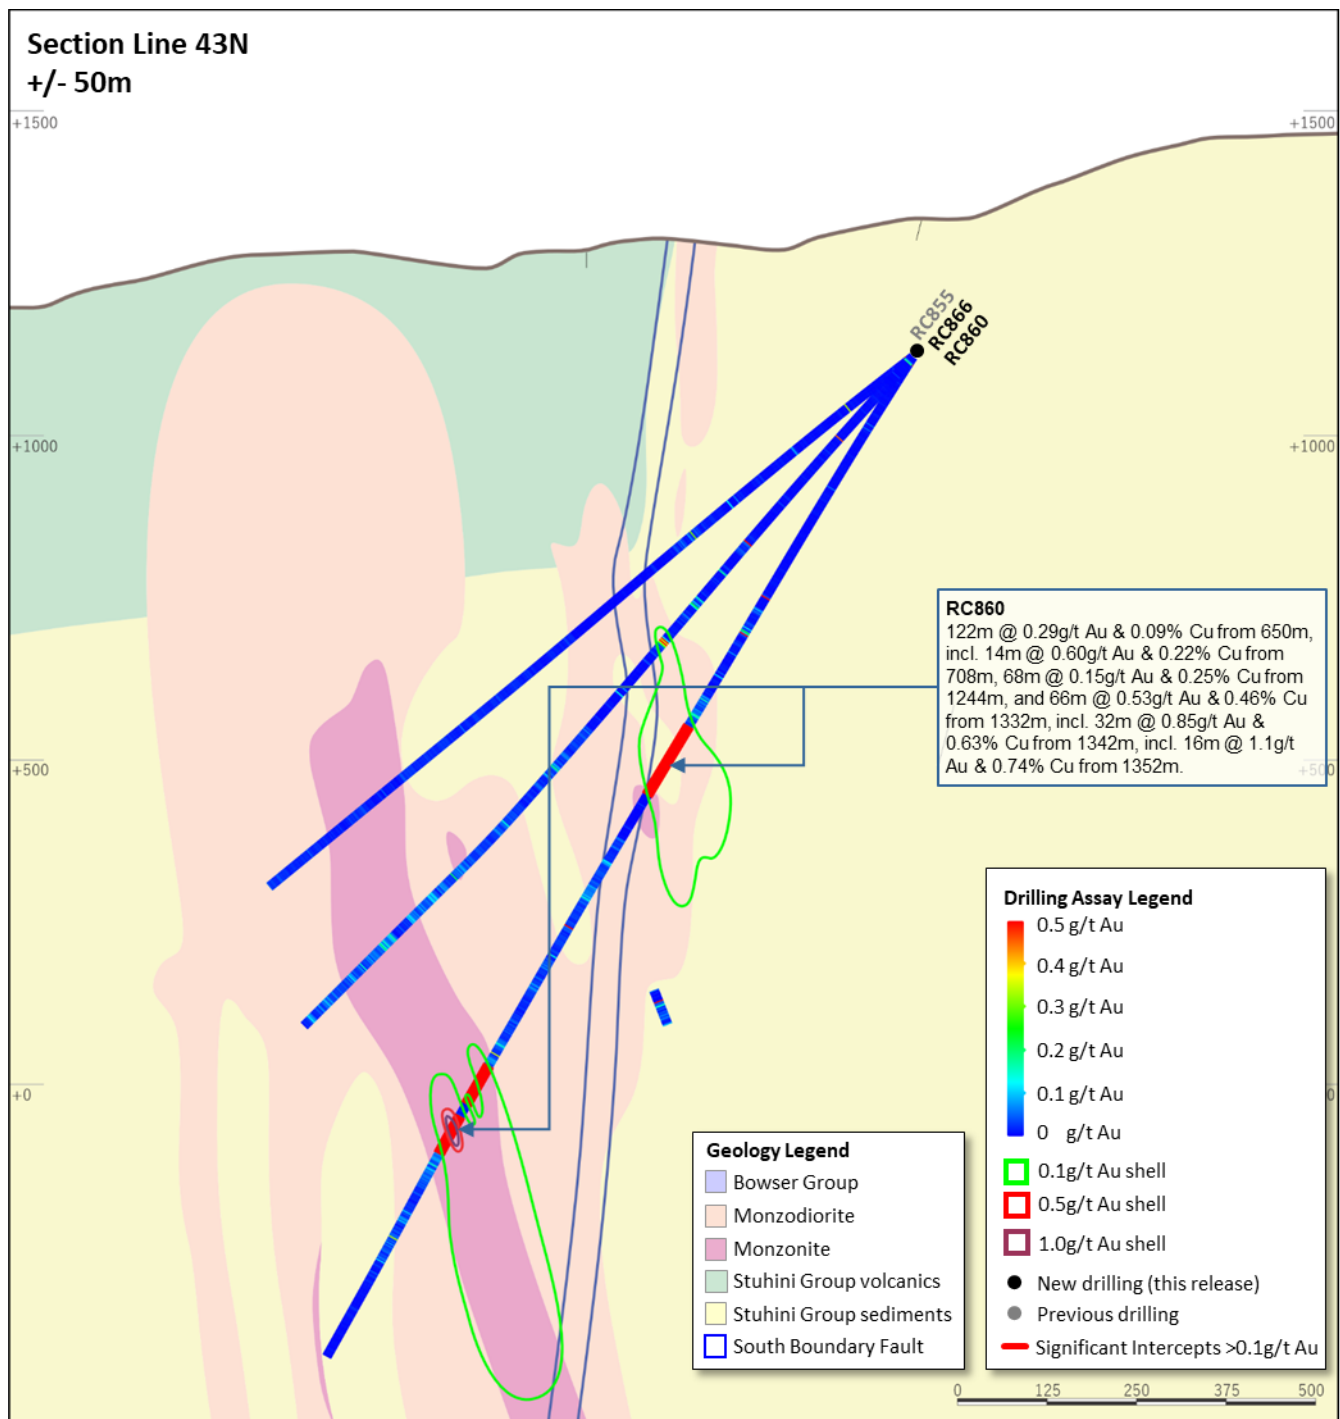 Section Line 43N
+/- 50m
+1500
+1500
RC855
RC866
RC860
+1000
+1000
RC860
122m @ 0.29g/t Au & 0.09% Cu from 650m,
incl. 14m @ 0.60g/t Au & 0.22% Cu from
708m, 68m @ 0.15g/t Au & 0.25% Cu from
1244m, and 66m @ 0.53g/t Au & 0.46% Cu
from 1332m, incl. 32m @ 0.85g/t Au &
0.63% Cu from 1342m, incl. 16m @ 1.1g/t
Au & 0.74% Cu from 1352m.
+500
+500
Drilling Assay Legend
0.5 g/t Au
0.4 g/t Au
0.3 g/t Au
0.2 g/t Au
0.1 g/t Au
0 g/t Au
0.1g/t Au shell
0.5g/t Au shell
1.0g/t Au shell
New drilling (this release)
Previous drilling
Significant Intercepts >0.1g/t Au
+0
0
Geology Legend
Bowser Group
Monzodiorite
Monzonite
Stuhini Group volcanics
Stuhini Group sediments
South Boundary Fault
0 125 250 375 500